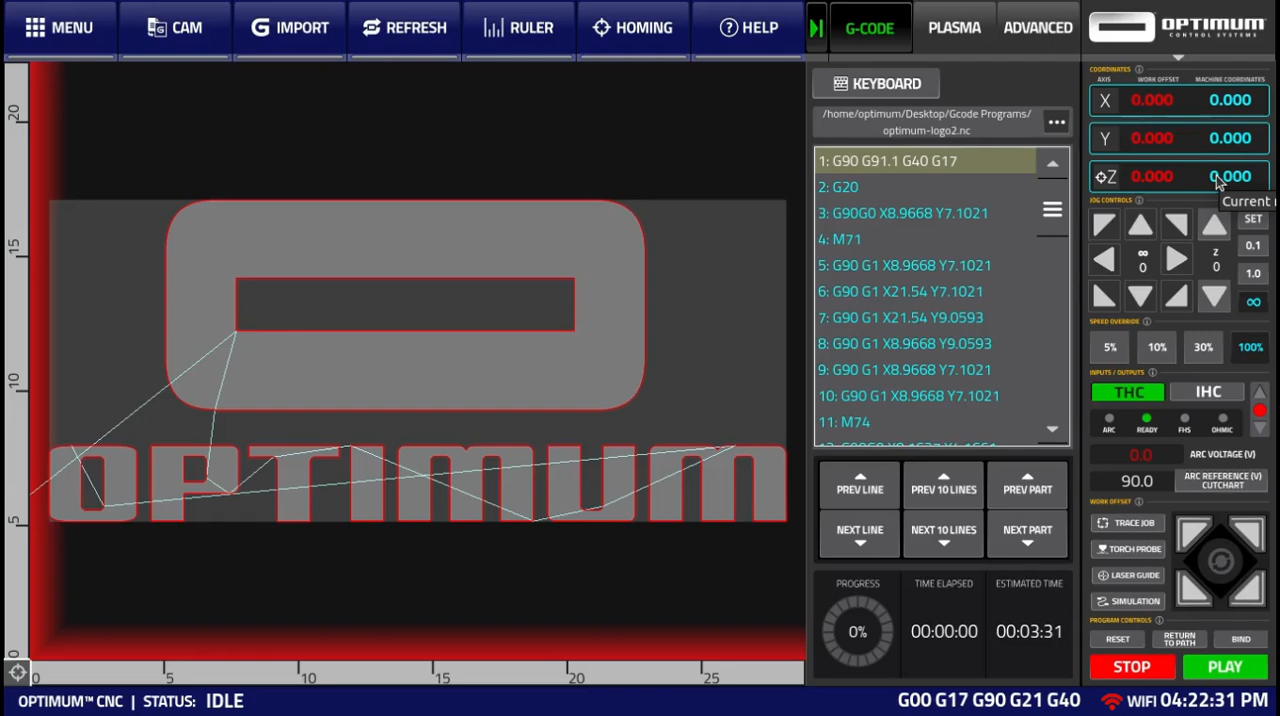 MENU CAM G IMPORT REFRESH RULER HOMING ? HELP G-CODE PLASMA ADVANCED OPTIMUM™
CONTROL SYSTEMS
KEYBOARD
/home/optimum/Desktop/Gcode Programs/
optimum-logo2.nc
1: G90 G91.1 G40 G17
2: G20
3: G90G0 X8.9668 Y7.1021
4: M71
5: G90 G1 X8.9668 Y7.1021
6: G90 G1 X21.54 Y7.1021
7: G90 G1 X21.54 Y9.0593
8: G90 G1 X8.9668 Y9.0593
9: G90 G1 X8.9668 Y7.1021
10: G90 G1 X8.9668 Y7.1021
11: M74
PREV LINE PREV 10 LINES PREV PART
NEXT LINE NEXT 10 LINES NEXT PART
PROGRESS TIME ELAPSED ESTIMATED TIME
0% 00:00:00 00:03:31
COORDINATES
AXIS WORK OFFSET MACHINE COORDINATES
X 0.000 0.000
Y 0.000 0.000
Z 0.000 0.000
Current
JOG CONTROLS
SET
0.1
1.0
∞
∞
0
Z
0
SPEED OVERRIDE
5% 10% 30% 100%
INPUTS / OUTPUTS
THC IHC
ARC READY FHS OHMIC
0.0 ARC VOLTAGE (V)
90.0 ARC REFERENCE (V)
CUTCHART
WORK OFFSET
TRACE JOB
TORCH PROBE
LASER GUIDE
SIMULATION
PROGRAM CONTROLS
RESET RETURN
TO PATH BIND
STOP PLAY
20
15
10
5
0
0 5 10 15 20 25
OPTIMUM
OPTIMUM™ CNC | STATUS: IDLE G00 G17 G90 G21 G40 WIFI 04:22:31 PM